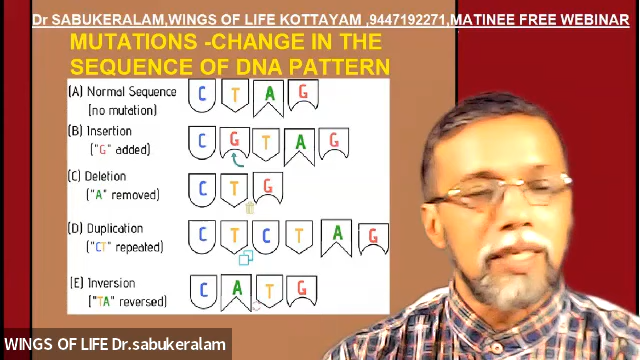 Dr SABUKERALAM,WINGS OF LIFE KOTTAYAM ,9447192271,MATINEE FREE WEBINAR
MUTATIONS -CHANGE IN THE
SEQUENCE OF DNA PATTERN
(A) Normal Sequence
[no mutation)
C T A G
(B) Insertion
("G" added)
C G T A G
(C) Deletion
("A" removed)
C T G
(D) Duplication
("CT" repeated)
C T C T A G
(E) Inversion
("TA" reversed)
C A T G
WINGS OF LIFE Dr.sabukeralam